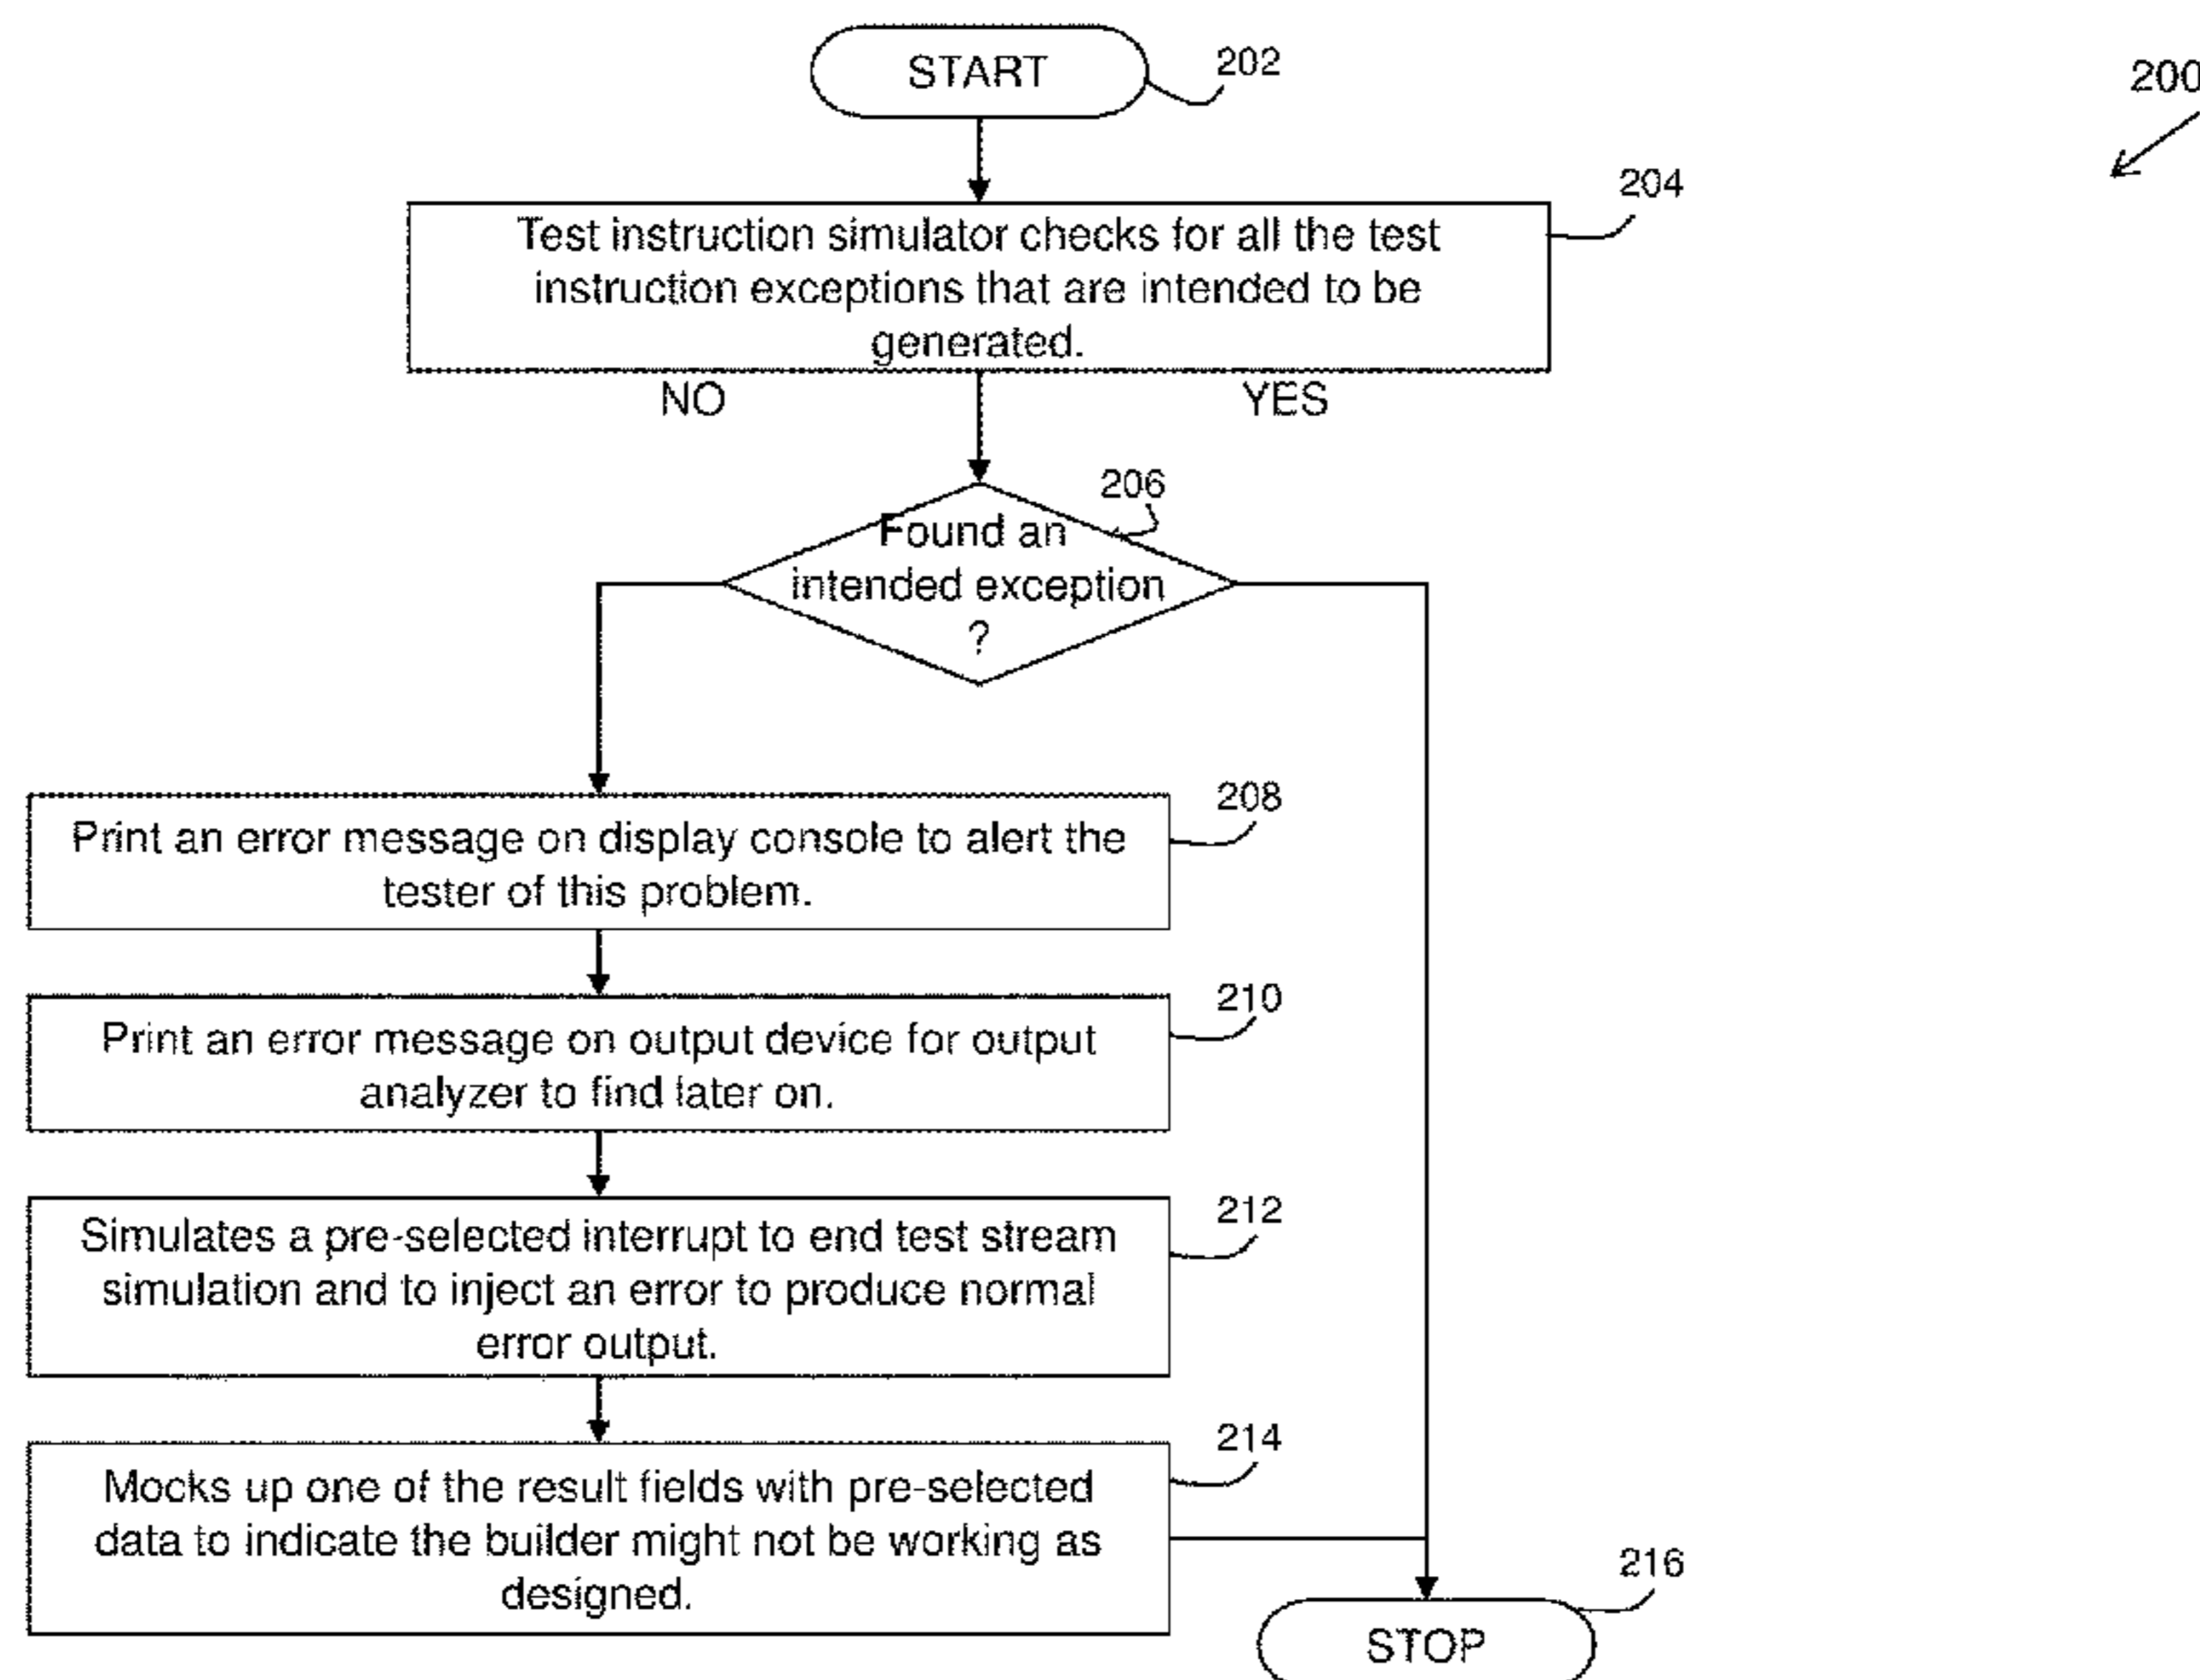 START
202
200
204
Test instruction simulator checks for all the test
instruction exceptions that are intended to be
generated.
NO
YES
206
Found an
intended exception
?
208
Print an error message on display console to alert the
tester of this problem.
210
Print an error message on output device for output
analyzer to find later on.
212
Simulates a pre-selected interrupt to end test stream
simulation and to inject an error to produce normal
error output.
214
Mocks up one of the result fields with pre-selected
data to indicate the builder might not be working as
designed.
216
STOP